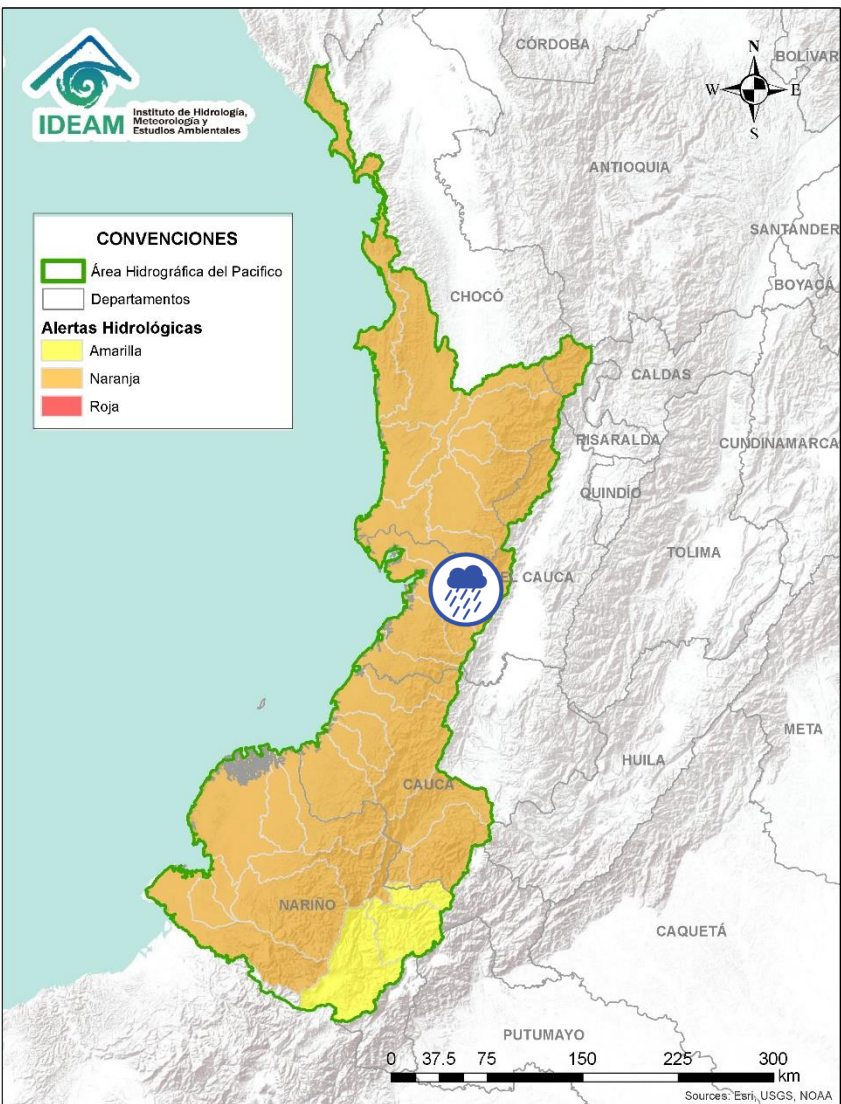 IDEAM
Instituto de Hidrología,
Meteorología y
Estudios Ambientales
CÓRDOBA
N
BOLÍVAR
W
E
S
ANTIOQUIA
SANTANDER
CONVENCIONES
Área Hidrográfica del Pacifico
Departamentos
Alertas Hidrológicas
Amarilla
Naranja
Roja
BOYACÁ
CHOCÓ
CALDAS
RISARALDA
CUNDINAMARCA
QUINDÍO
TOLIMA
EL CAUCA
META
HUILA
CAUCA
NARIÑO
CAQUETÁ
PUTUMAYO
0 37.5 75 150 225 300
km
Sources: Esri, USGS, NOAA